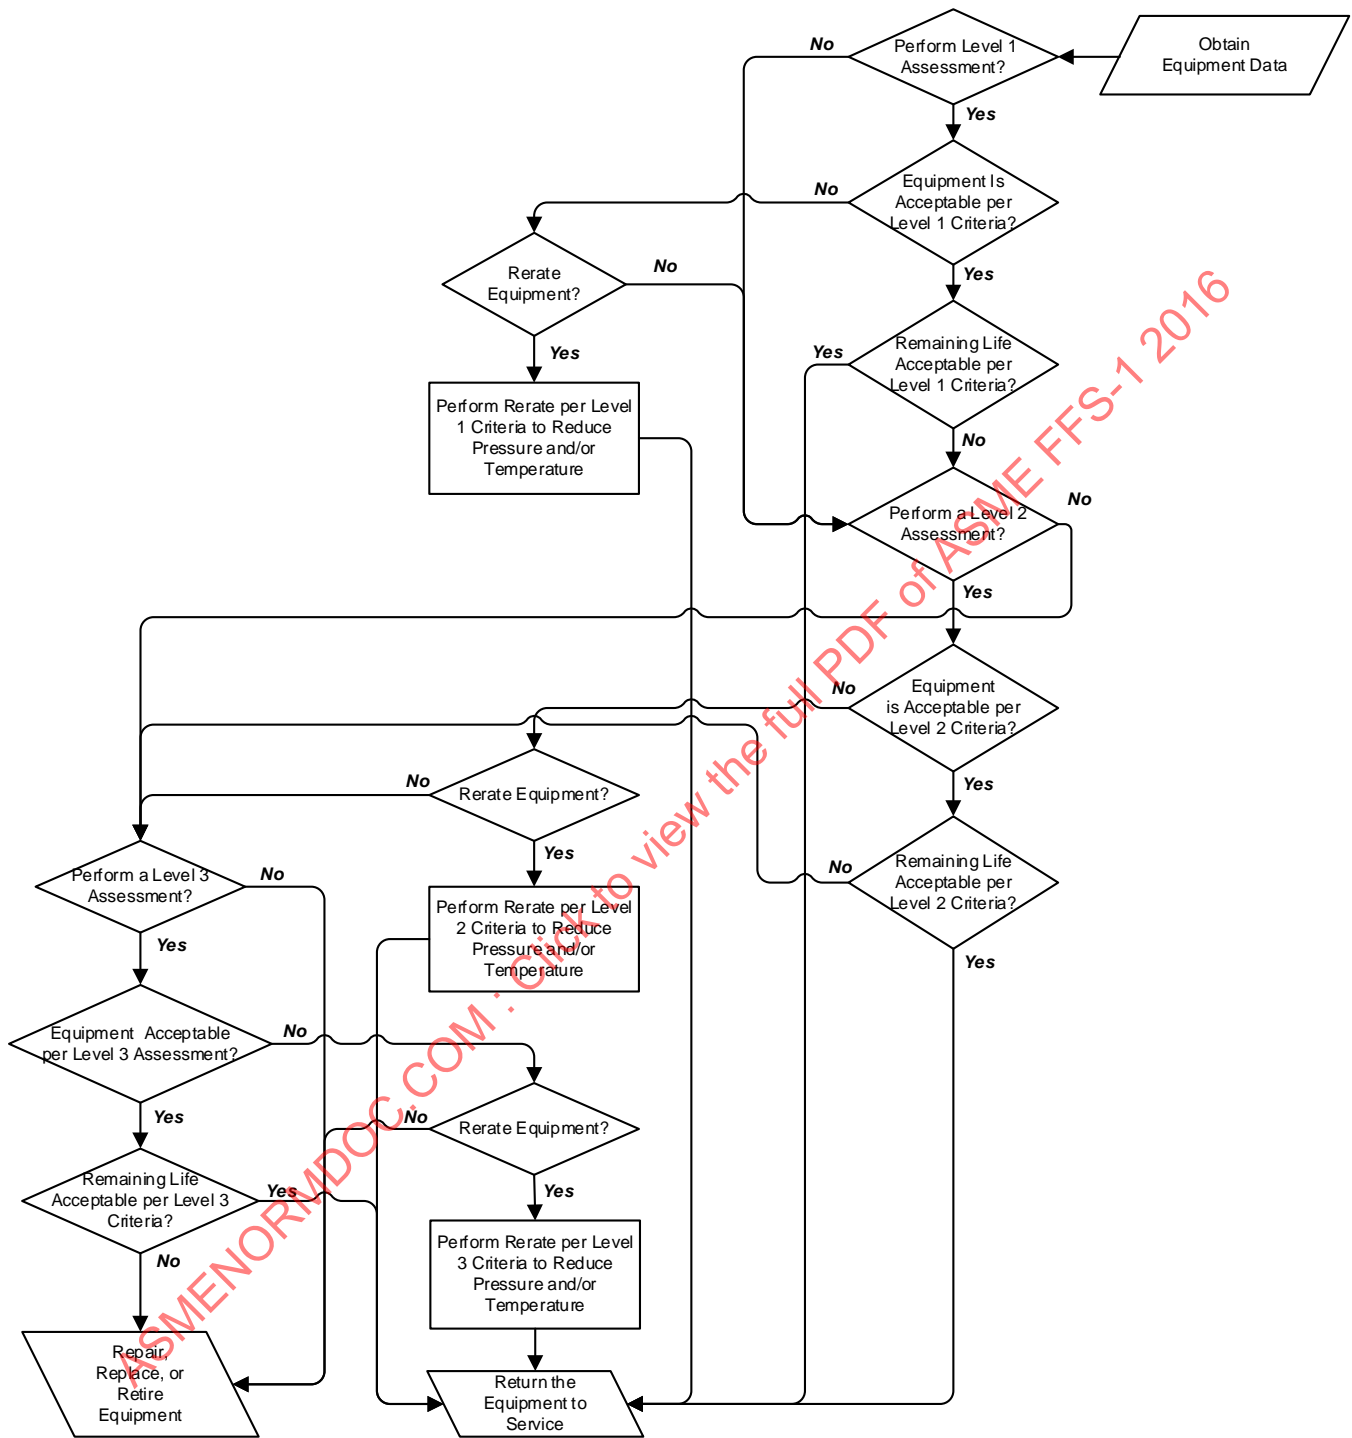 No
Perform Level 1
Assessment?
Obtain
Equipment Data
Yes
No
Equipment Is
Acceptable per
Level 1 Criteria?
Rerate
Equipment?
No
Yes
Yes
Remaining Life
Acceptable per
Level 1 Criteria?
Yes
Perform Rerate per Level
1 Criteria to Reduce
Pressure and/or
Temperature
No
Perform a Level 2
Assessment?
No
Yes
No
Equipment
is Acceptable per
Level 2 Criteria?
No
Rerate Equipment?
Yes
Yes
No
Remaining Life
Acceptable per
Level 2 Criteria?
Perform a Level 3
Assessment?
No
Perform Rerate per Level
2 Criteria to Reduce
Pressure and/or
Temperature
Yes
Yes
Equipment Acceptable
per Level 3 Assessment?
No
No
Rerate Equipment?
Yes
Remaining Life
Acceptable per Level 3
Criteria?
Yes
Yes
No
Perform Rerate per Level
3 Criteria to Reduce
Pressure and/or
Temperature
Repair,
Replace, or
Retire
Equipment
Return the
Equipment to
Service
ASMENORMDOC.COM : Click to view the full PDF of ASME FFS-1 2016